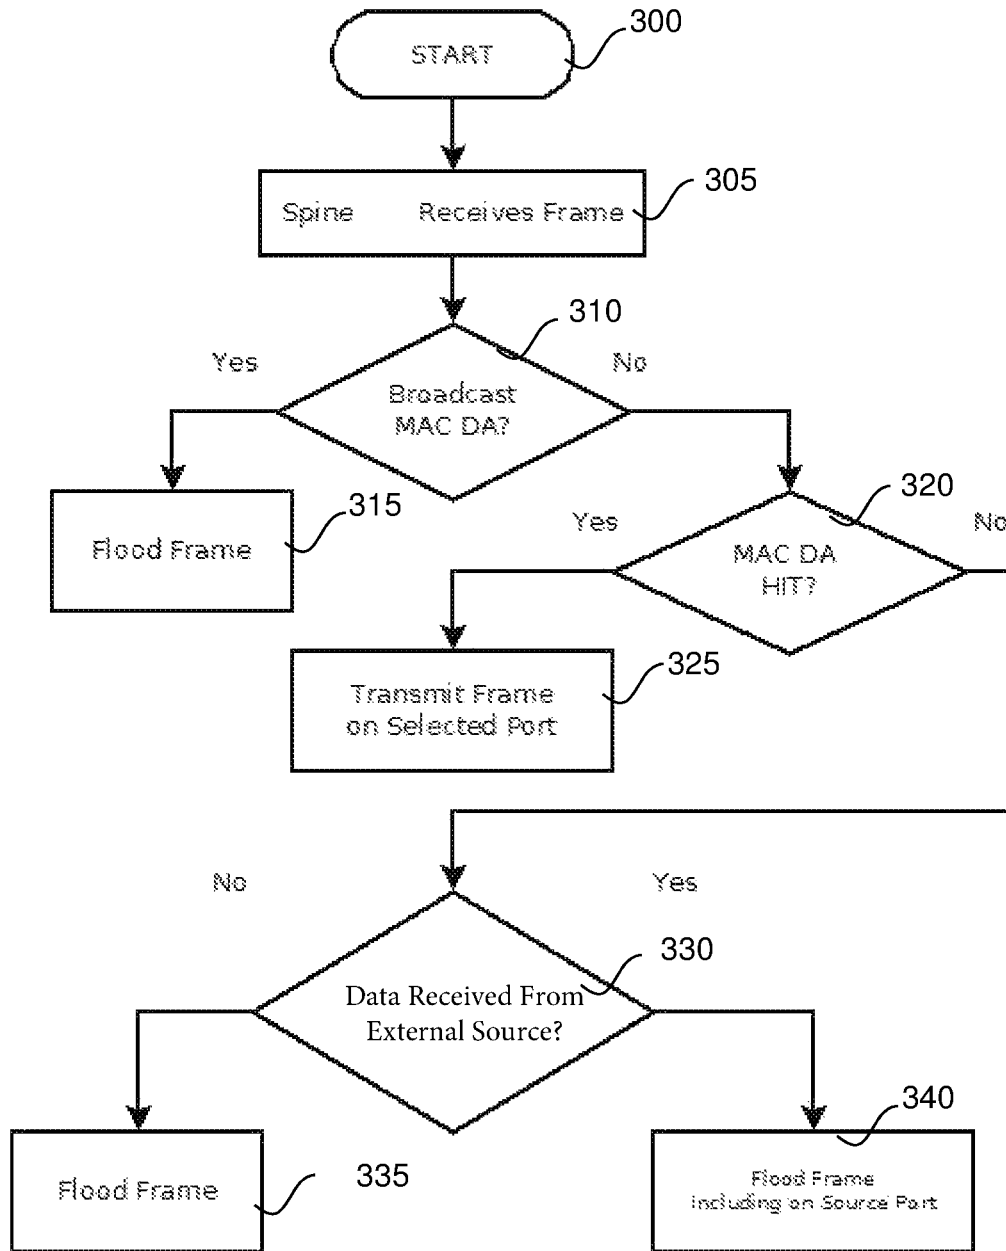 300
START
305
Spine Receives Frame
310
Yes
No
Broadcast
MAC DA?
315
Flood Frame
320
Yes
No
MAC DA
HIT?
325
Transmit Frame
on Selected Port
No
Yes
330
Data Received From
External Source?
335
Flood Frame
340
Flood Frame
Including on Source Port